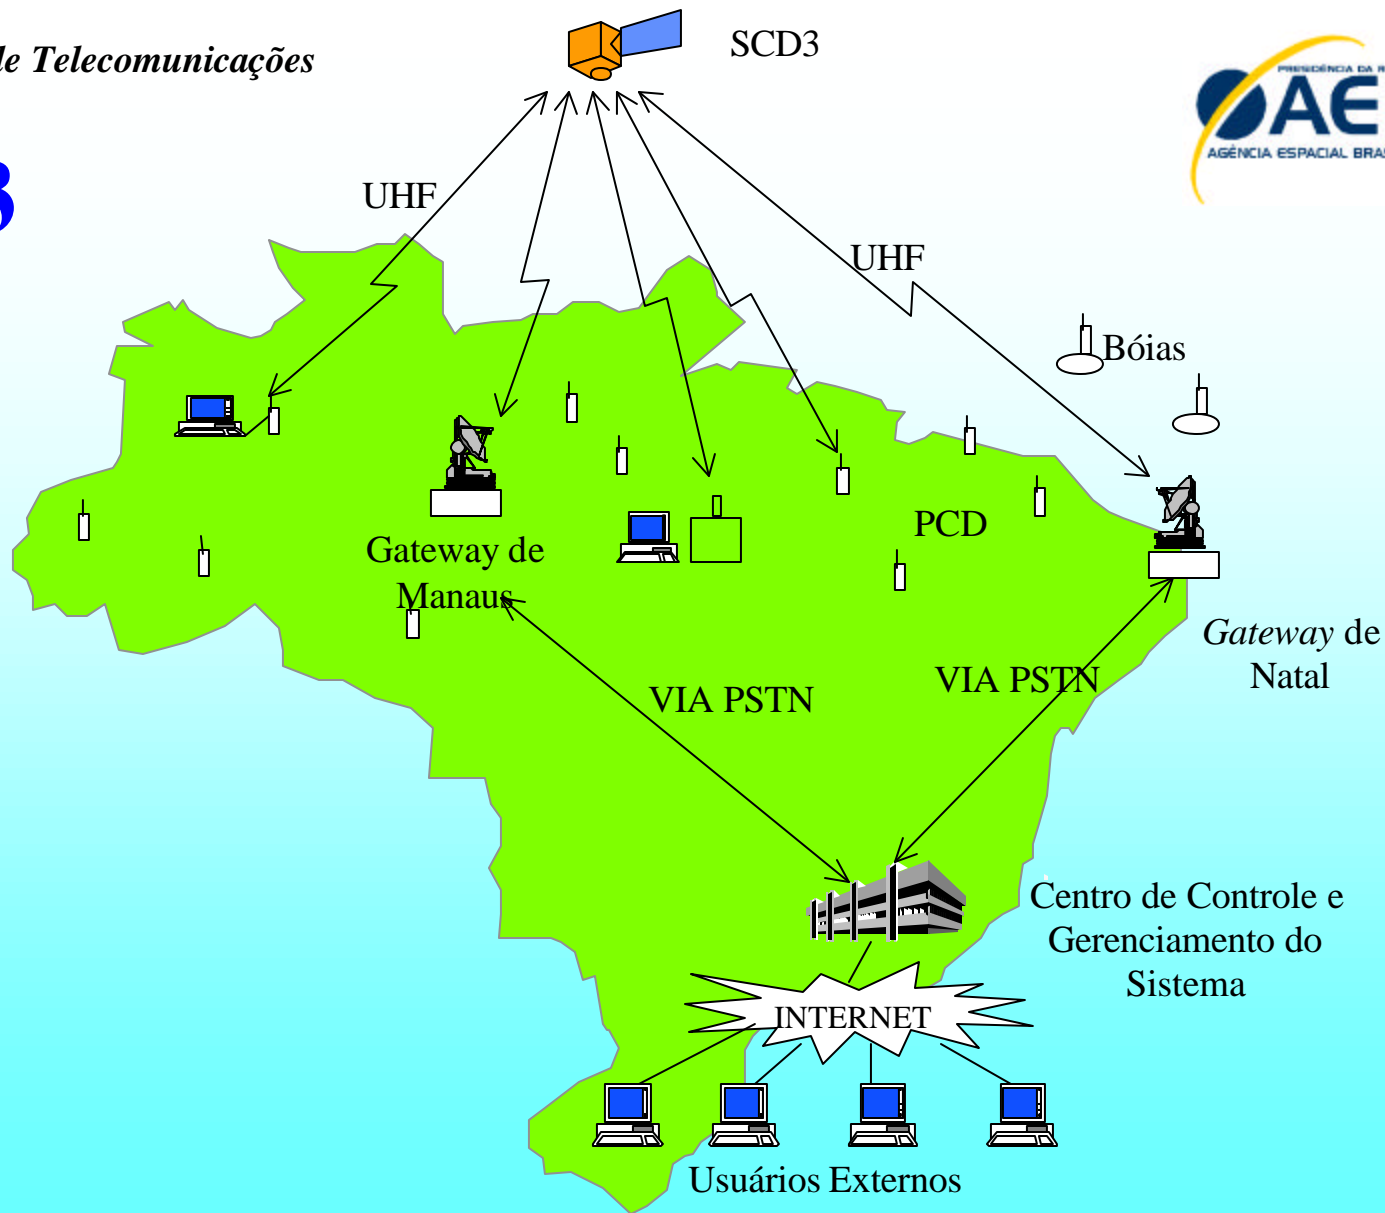 de Telecomunicações
SCD3
PRESIDÊNCIA DA R
AE
AGÊNCIA ESPACIAL BRAS
3
UHF
UHF
Bóias
PCD
Gateway de
Manaus
Gateway de
Natal
VIA PSTN
VIA PSTN
Centro de Controle e
Gerenciamento do
Sistema
INTERNET
Usuários Externos